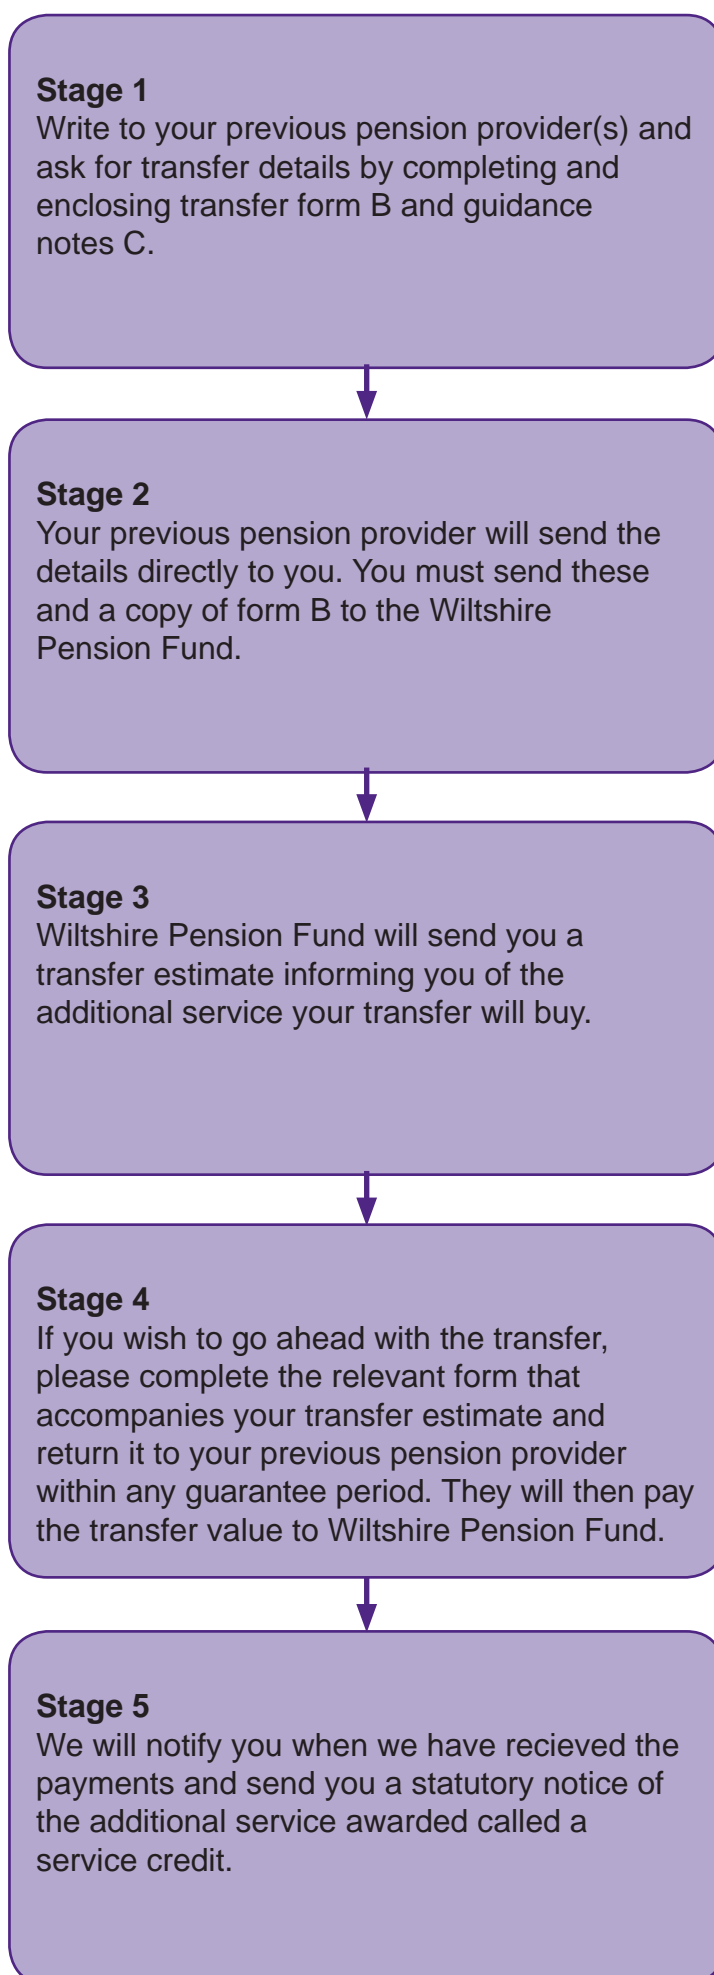 Stage 1
Write to your previous pension provider(s) and
ask for transfer details by completing and
enclosing transfer form B and guidance
notes C.
Stage 2
Your previous pension provider will send the
details directly to you. You must send these
and a copy of form B to the Wiltshire
Pension Fund.
Stage 3
Wiltshire Pension Fund will send you a
transfer estimate informing you of the
additional service your transfer will buy.
Stage 4
If you wish to go ahead with the transfer,
please complete the relevant form that
accompanies your transfer estimate and
return it to your previous pension provider
within any guarantee period. They will then pay
the transfer value to Wiltshire Pension Fund.
Stage 5
We will notify you when we have recieved the
payments and send you a statutory notice of
the additional service awarded called a
service credit.